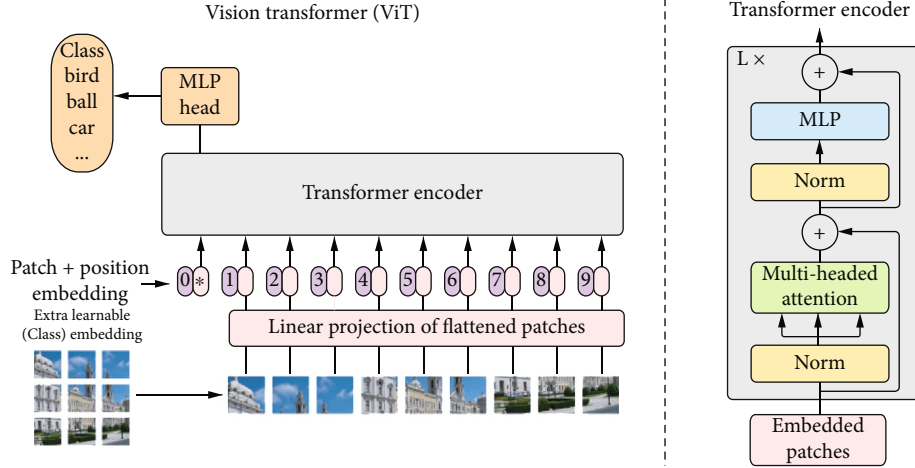 Vision transformer (ViT)
Class
bird
ball
car
...
MLP
head
Transformer encoder
Patch + position
embedding
Extra learnable
(Class) embedding
0 * 1 2 3 4 5 6 7 8 9
Linear projection of flattened patches
Transformer encoder
L ×
+
MLP
Norm
+
Multi-headed
attention
Norm
Embedded
patches